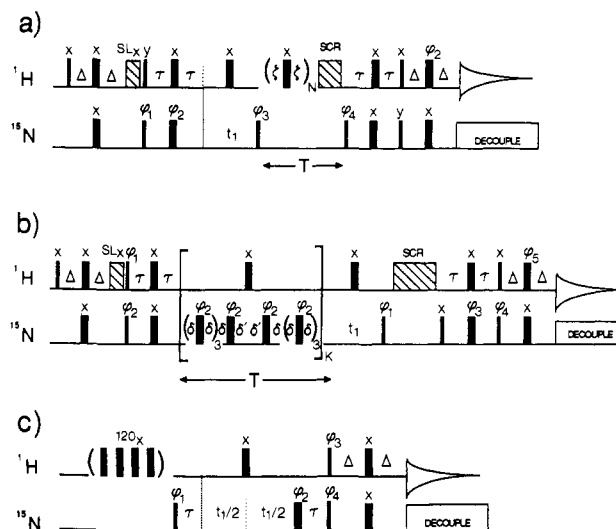 a)
x x SLx y x x x SCR x x φ2
¹H Δ Δ τ τ (ζ ζ)N τ τ Δ Δ
x φ1 φ2 φ3 φ4 x y x
¹⁵N t1 DECOUPLE
T
b)
x x SLx φ1 x x x SCR x x φ5
¹H Δ Δ τ τ τ τ Δ Δ
x φ2 x φ2 φ2 φ2 φ2 φ1 x φ3 φ4 x
¹⁵N (δ δ)3 δ δ' δ' δ (δ δ)3 K t1 DECOUPLE
T
c)
120x x φ3 x
¹H ( ) Δ Δ
φ1 φ2 φ4 x
¹⁵N τ t1/2 t1/2 τ DECOUPLE